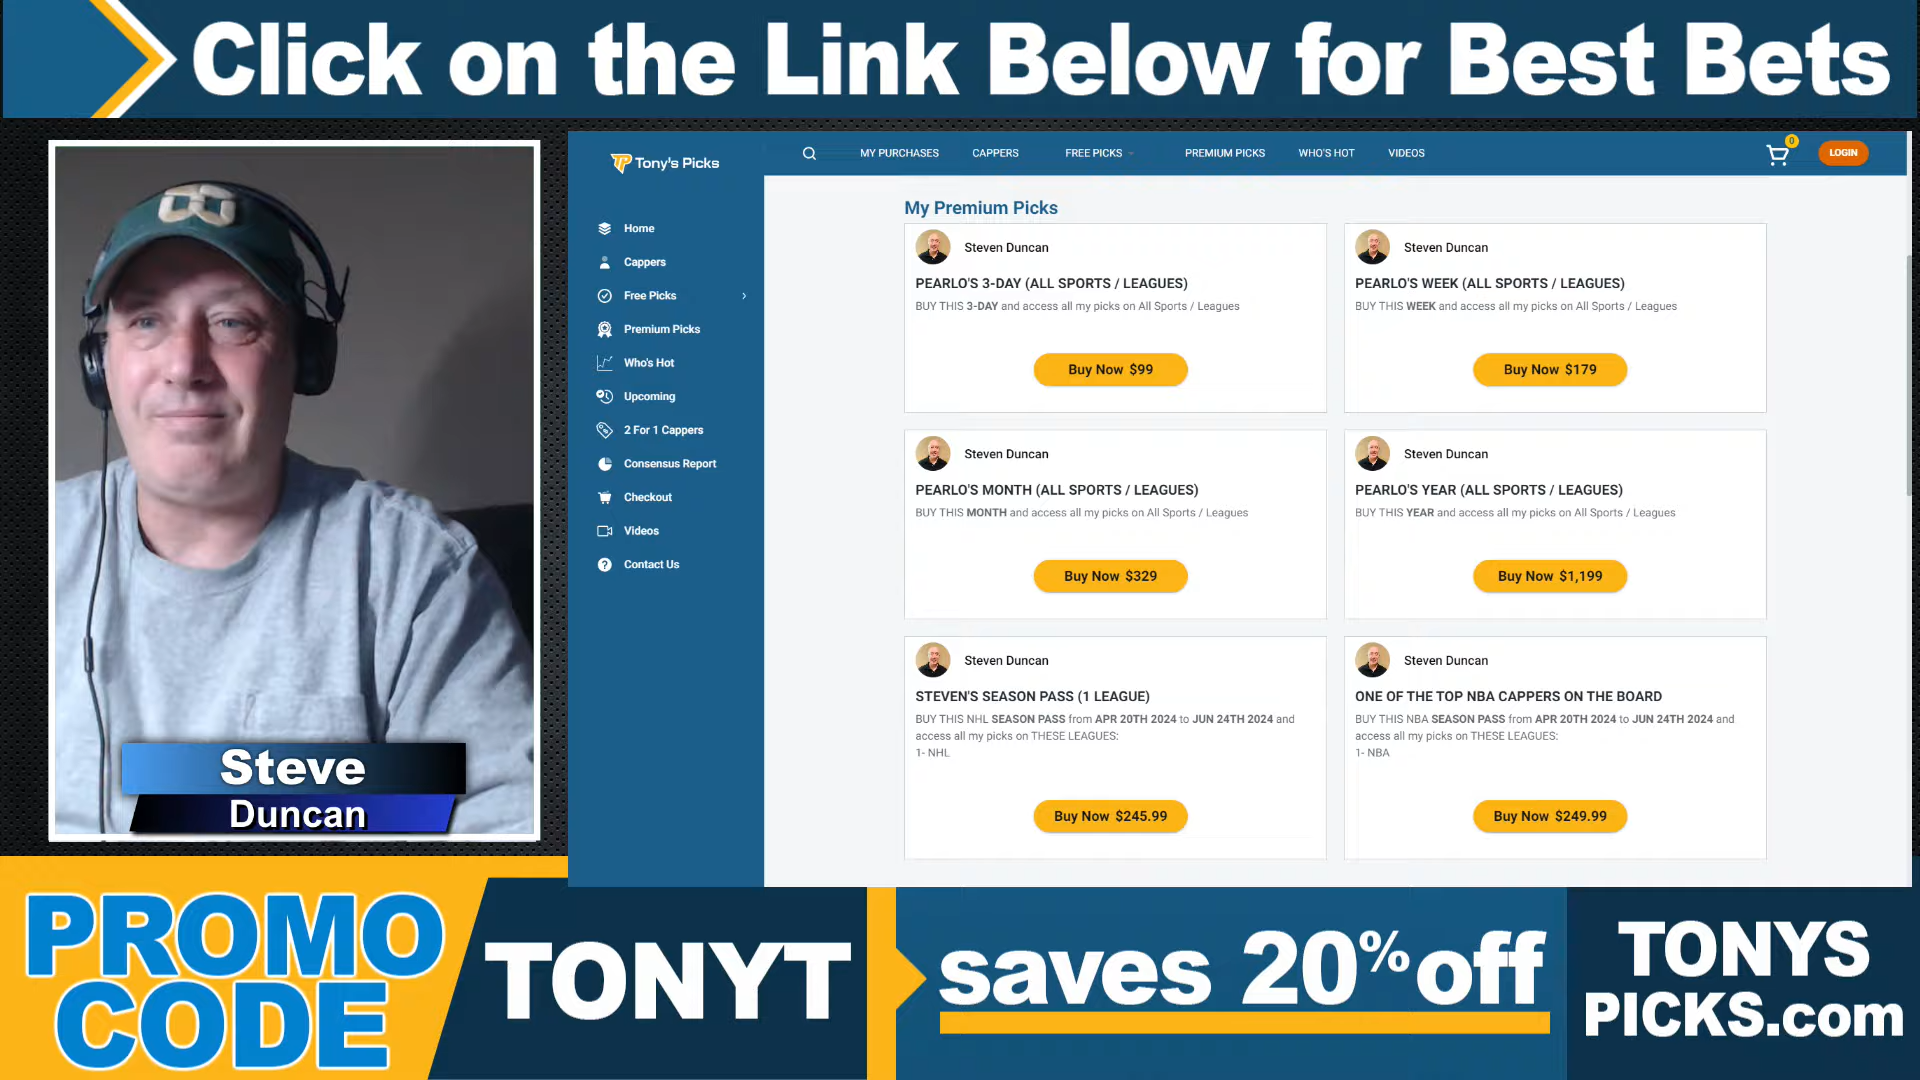 Click on the Link Below for Best Bets
TP Tony's Picks
MY PURCHASES CAPPERS FREE PICKS PREMIUM PICKS WHO'S HOT VIDEOS
0
LOGIN
Home
Cappers
Free Picks
Premium Picks
Who's Hot
Upcoming
2 For 1 Cappers
Consensus Report
Checkout
Videos
Contact Us
My Premium Picks
Steven Duncan
PEARLO'S 3-DAY (ALL SPORTS / LEAGUES)
BUY THIS 3-DAY and access all my picks on All Sports / Leagues
Buy Now $99
Steven Duncan
PEARLO'S WEEK (ALL SPORTS / LEAGUES)
BUY THIS WEEK and access all my picks on All Sports / Leagues
Buy Now $179
Steven Duncan
PEARLO'S MONTH (ALL SPORTS / LEAGUES)
BUY THIS MONTH and access all my picks on All Sports / Leagues
Buy Now $329
Steven Duncan
PEARLO'S YEAR (ALL SPORTS / LEAGUES)
BUY THIS YEAR and access all my picks on All Sports / Leagues
Buy Now $1,199
Steven Duncan
STEVEN'S SEASON PASS (1 LEAGUE)
BUY THIS NHL SEASON PASS from APR 20TH 2024 to JUN 24TH 2024 and
access all my picks on THESE LEAGUES:
1- NHL
Buy Now $245.99
Steven Duncan
ONE OF THE TOP NBA CAPPERS ON THE BOARD
BUY THIS NBA SEASON PASS from APR 20TH 2024 to JUN 24TH 2024 and
access all my picks on THESE LEAGUES:
1- NBA
Buy Now $249.99
Steve
Duncan
PROMO
CODE
TONYT
saves 20% off
TONYS
PICKS.com